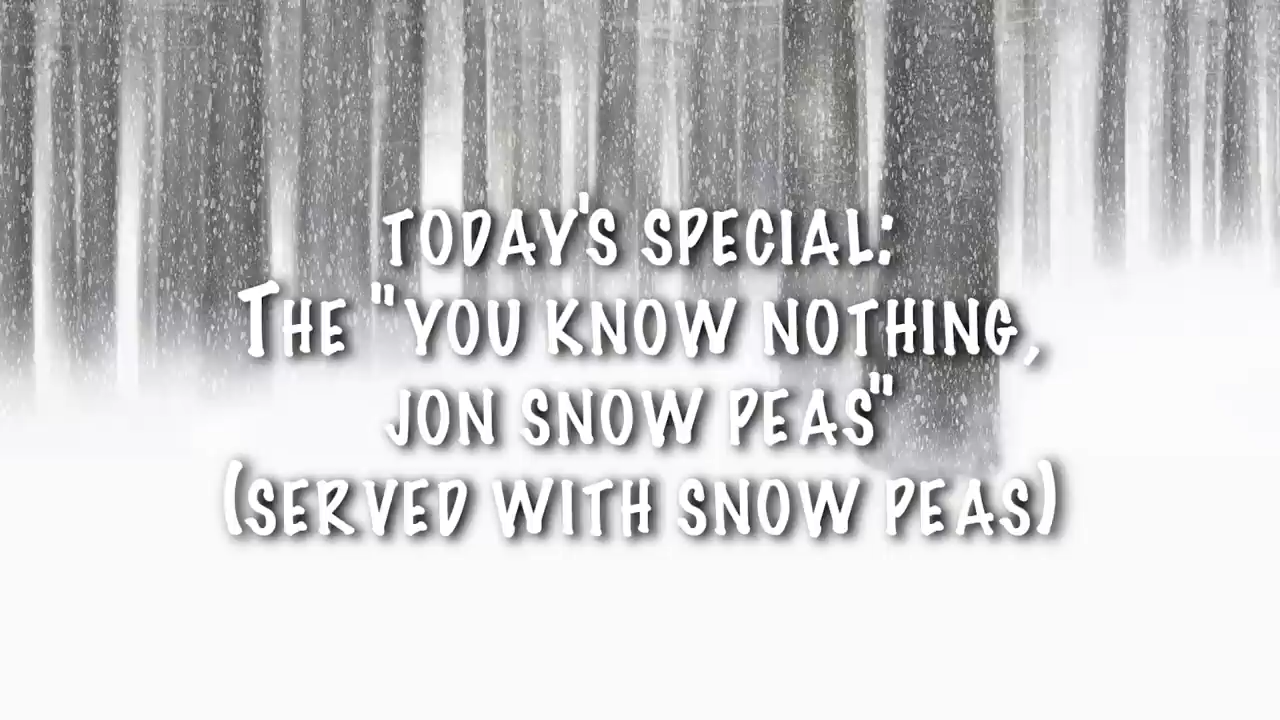 TODAY'S SPECIAL:
THE "YOU KNOW NOTHING,
JON SNOW PEAS"
(SERVED WITH SNOW PEAS)